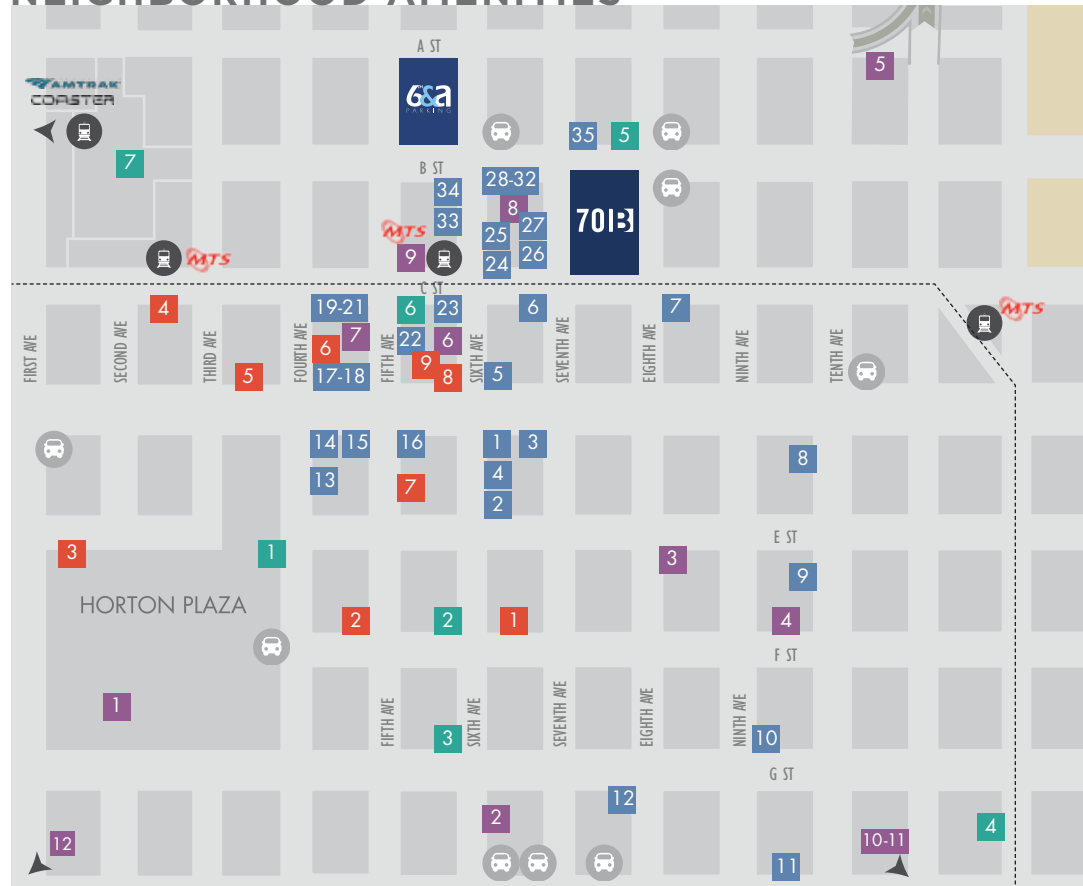 NEIGHBORHOOD AMENITIES
A ST
5
AMTRAK
COASTER
6&a
PARKING
35
5
7
B ST
34
28-32
8
33
27
25
26
24
701B
MTS
9
MTS
C ST
4
19-21
6
23
6
7
MTS
7
6
22
6
9
8
5
17-18
5
FIRST AVE
SECOND AVE
THIRD AVE
FOURTH AVE
FIFTH AVE
SIXTH AVE
SEVENTH AVE
EIGHTH AVE
NINTH AVE
TENTH AVE
14
15
16
1
3
8
13
7
4
2
E ST
3
1
3
9
HORTON PLAZA
2
2
1
4
F ST
1
FIFTH AVE
SIXTH AVE
SEVENTH AVE
EIGHTH AVE
NINTH AVE
3
10
G ST
12
2
12
10-11
4
11